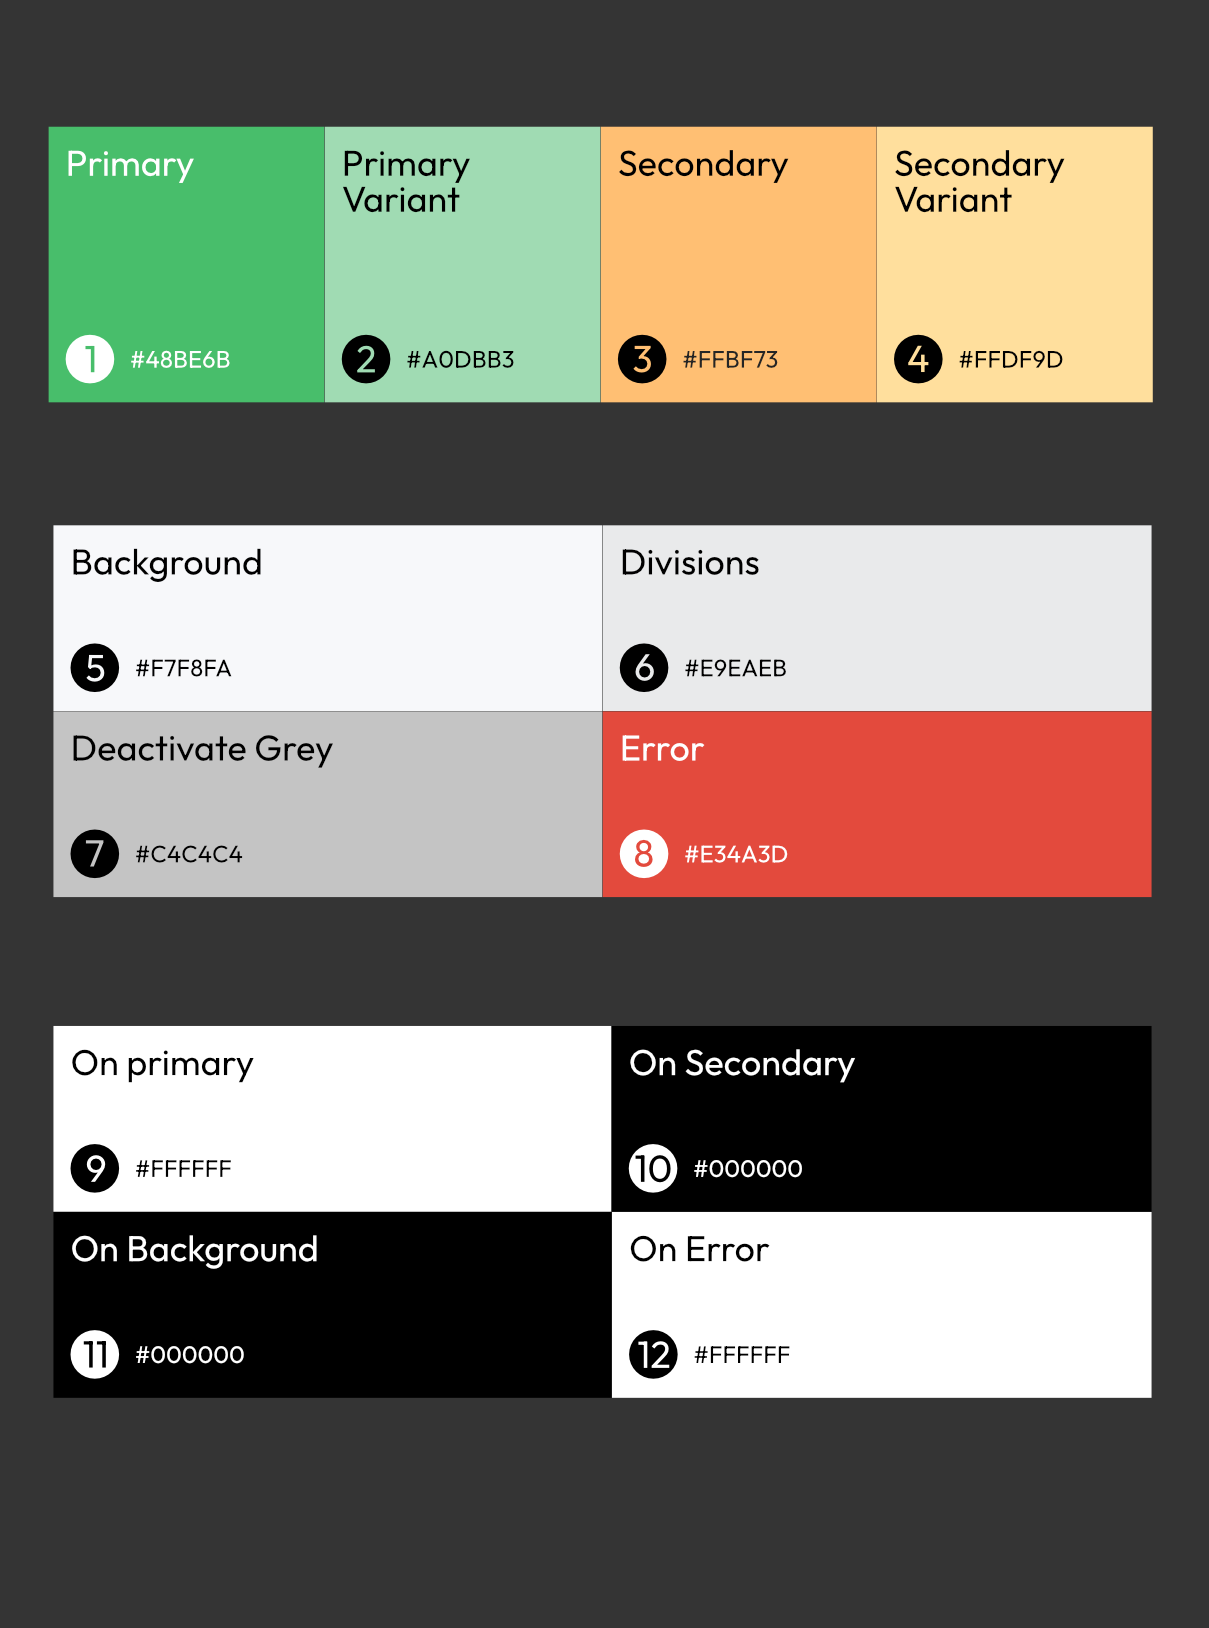 Primary
1 #48BE6B
Primary
Variant
2 #A0DBB3
Secondary
3 #FFBF73
Secondary
Variant
4 #FFDF9D
Background
5 #F7F8FA
Divisions
6 #E9EAEB
Deactivate Grey
7 #C4C4C4
Error
8 #E34A3D
On primary
9 #FFFFFF
On Secondary
10 #000000
On Background
11 #000000
On Error
12 #FFFFFF